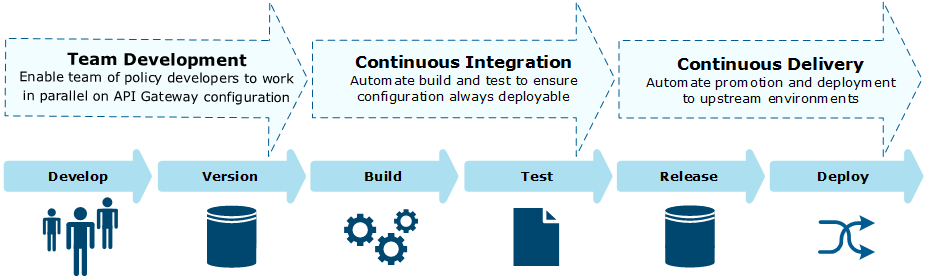 Team Development
Enable team of policy developers to work
in parallel on API Gateway configuration
Continuous Integration
Automate build and test to ensure
configuration always deployable
Continuous Delivery
Automate promotion and deployment
to upstream environments
Develop
Version
Build
Test
Release
Deploy